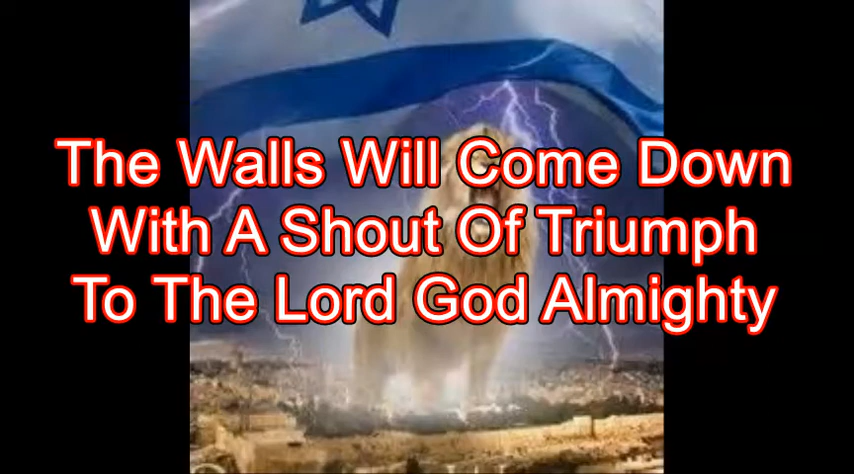 The Walls Will Come Down
With A Shout Of Triumph
To The Lord God Almighty